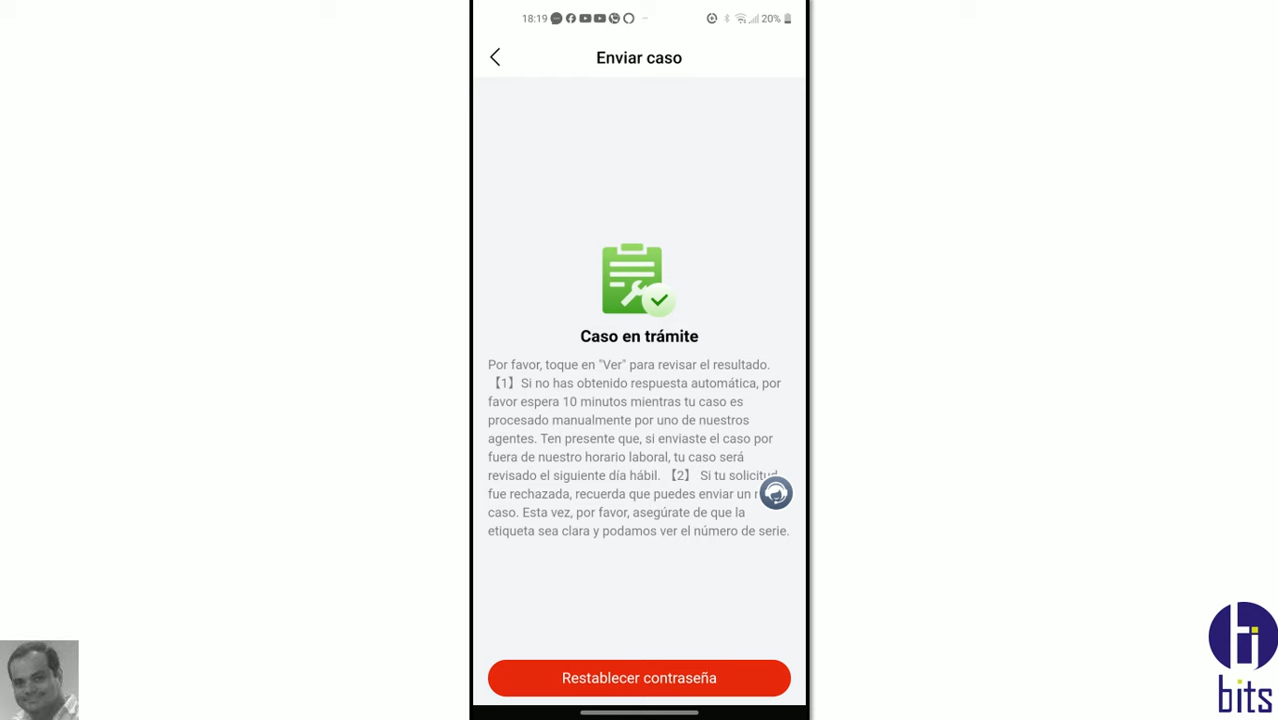 18:19
20%
Enviar caso
Caso en trámite
Por favor, toque en "Ver" para revisar el resultado.
【1】Si no has obtenido respuesta automática, por
favor espera 10 minutos mientras tu caso es
procesado manualmente por uno de nuestros
agentes. Ten presente que, si enviaste el caso por
fuera de nuestro horario laboral, tu caso será
revisado el siguiente día hábil. 【2】 Si tu solicitud
fue rechazada, recuerda que puedes enviar un
caso. Esta vez, por favor, asegúrate de que la
etiqueta sea clara y podamos ver el número de serie.
Restablecer contraseña
bits